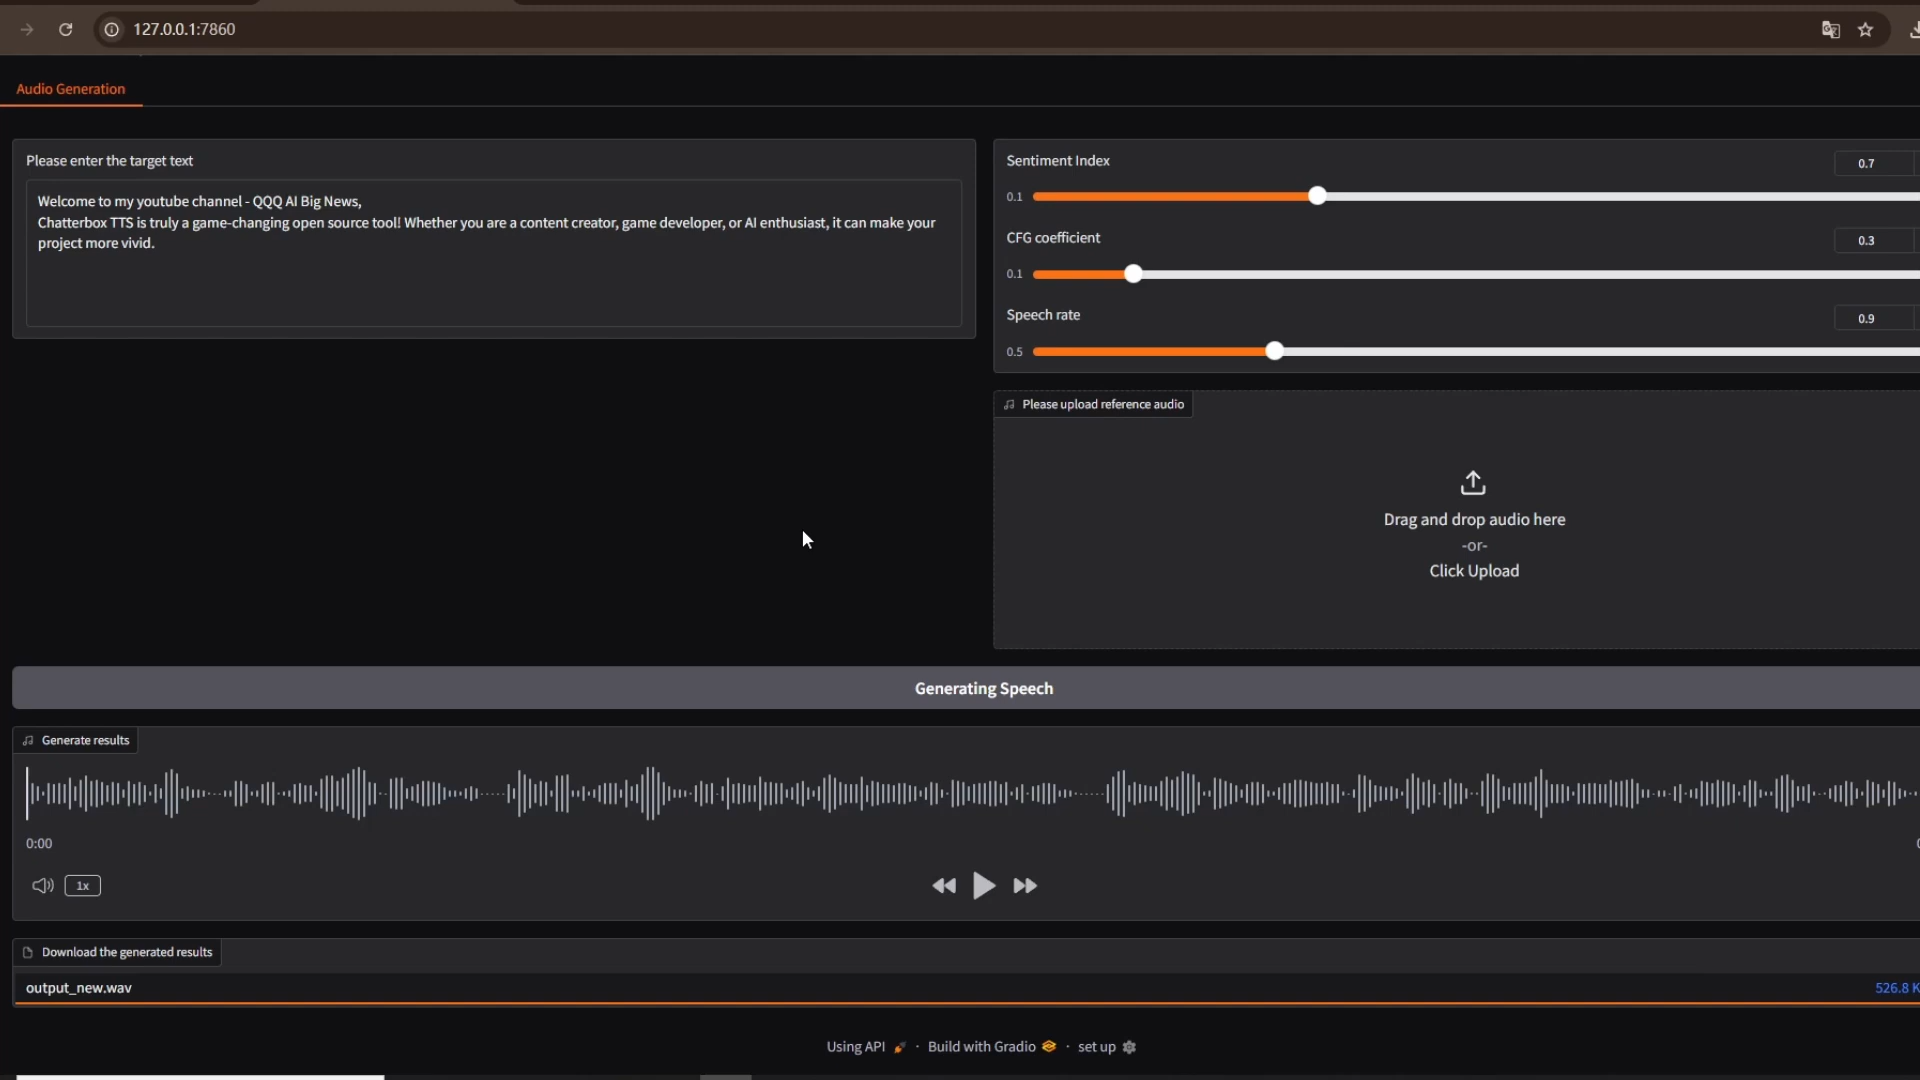 127.0.0.1:7860
Audio Generation
Please enter the target text
Welcome to my youtube channel - QQQ AI Big News,
Chatterbox TTS is truly a game-changing open source tool! Whether you are a content creator, game developer, or AI enthusiast, it can make your
project more vivid.
Sentiment Index
0.7
0.1
CFG coefficient
0.3
0.1
Speech rate
0.9
0.5
Please upload reference audio
Drag and drop audio here
-or-
Click Upload
Generating Speech
Generate results
0:00
1x
Download the generated results
output_new.wav
526.8 K
Using API · Build with Gradio · set up